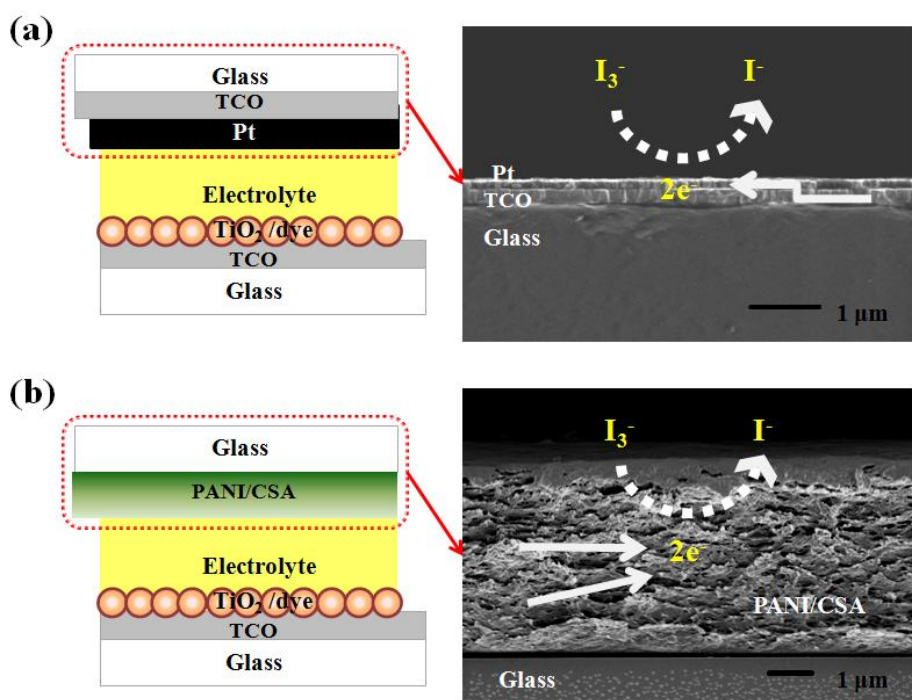 (a)
Glass
TCO
Pt
Electrolyte
TiO₂ /dye
TCO
Glass
I₃⁻ I⁻
Pt 2e⁻
TCO
Glass
1 μm
(b)
Glass
PANI/CSA
Electrolyte
TiO₂ /dye
TCO
Glass
I₃⁻ I⁻
2e⁻
PANI/CSA
Glass
1 μm